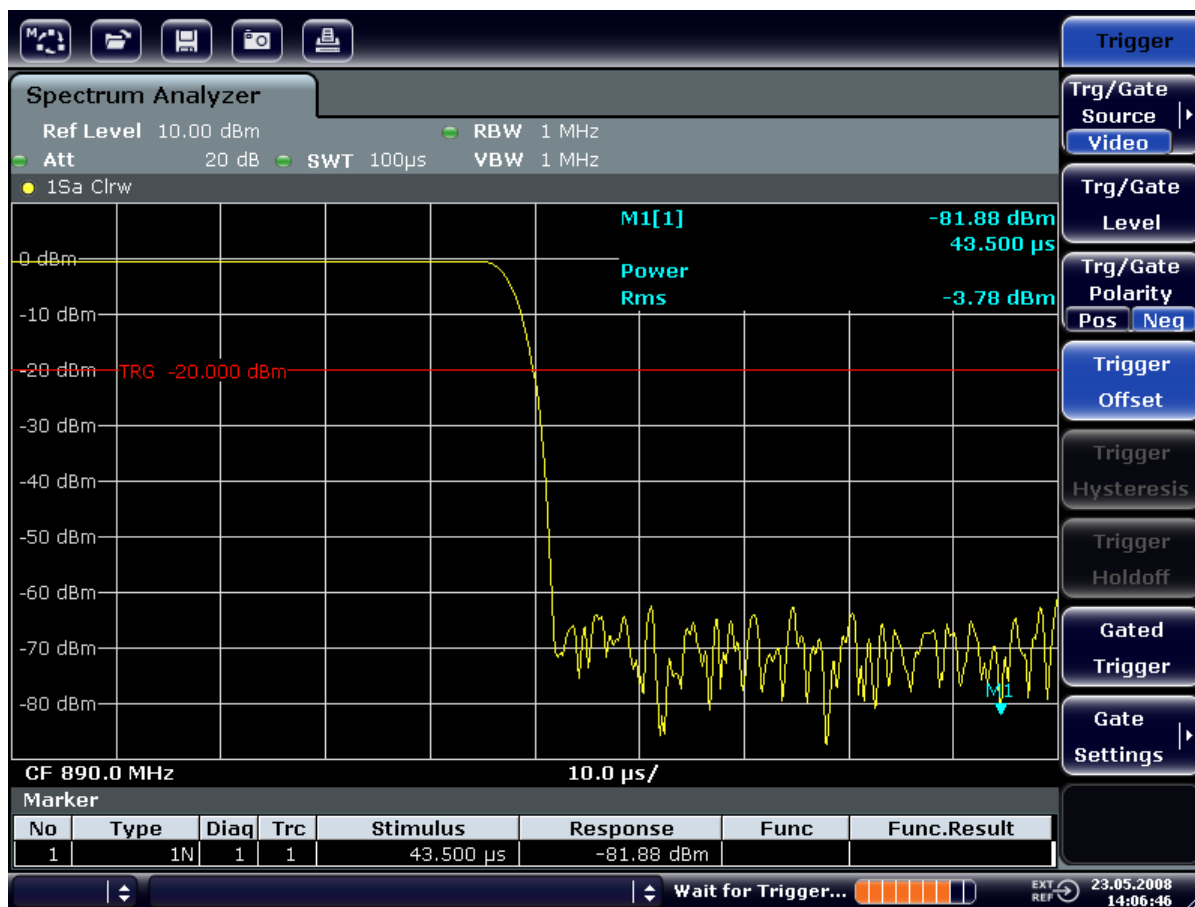 M
Trigger
Spectrum Analyzer
Ref Level 10.00 dBm RBW 1 MHz
Att 20 dB SWT 100µs VBW 1 MHz
1Sa Clrw
M1[1] -81.88 dBm
43.500 µs
Power
Rms -3.78 dBm
0 dBm
-10 dBm
-20 dBm TRG -20.000 dBm
-30 dBm
-40 dBm
-50 dBm
-60 dBm
-70 dBm
-80 dBm
M1
CF 890.0 MHz 10.0 µs/
Marker
No Type Diaq Trc Stimulus Response Func Func.Result
1 1N 1 1 43.500 µs -81.88 dBm
Wait for Trigger... EXT REF 23.05.2008
14:06:46
Trg/Gate
Source
Video
Trg/Gate
Level
Trg/Gate
Polarity
Pos Neg
Trigger
Offset
Trigger
Hysteresis
Trigger
Holdoff
Gated
Trigger
Gate
Settings